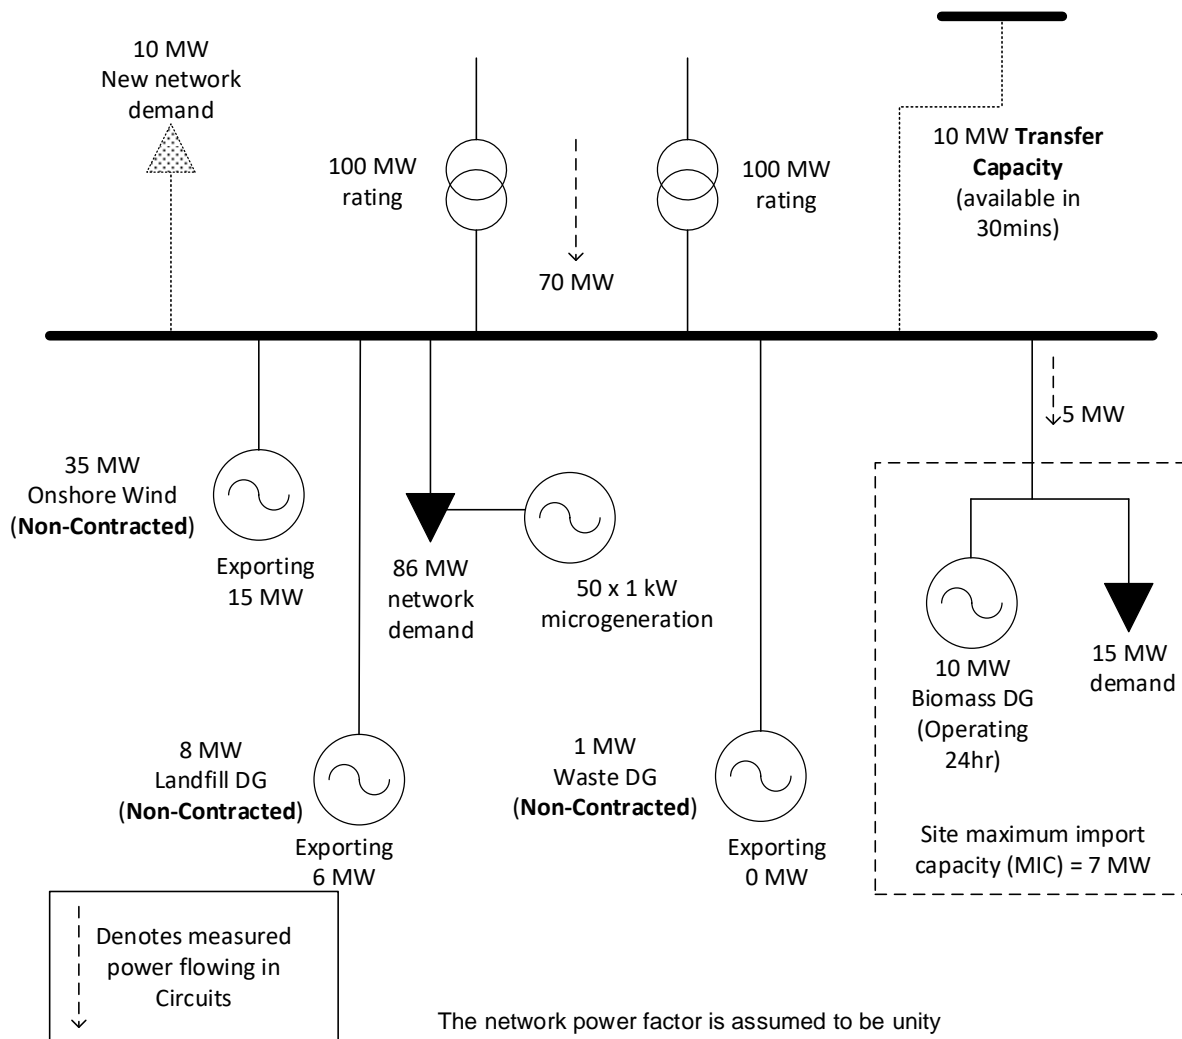 10 MW
New network
demand
100 MW
rating
70 MW
100 MW
rating
10 MW Transfer
Capacity
(available in
30mins)
35 MW
Onshore Wind
(Non-Contracted)
Exporting
15 MW
86 MW
network
demand
50 x 1 kW
microgeneration
5 MW
10 MW
Biomass DG
(Operating
24hr)
15 MW
demand
Site maximum import
capacity (MIC) = 7 MW
8 MW
Landfill DG
(Non-Contracted)
Exporting
6 MW
1 MW
Waste DG
(Non-Contracted)
Exporting
0 MW
Denotes measured
power flowing in
Circuits
The network power factor is assumed to be unity